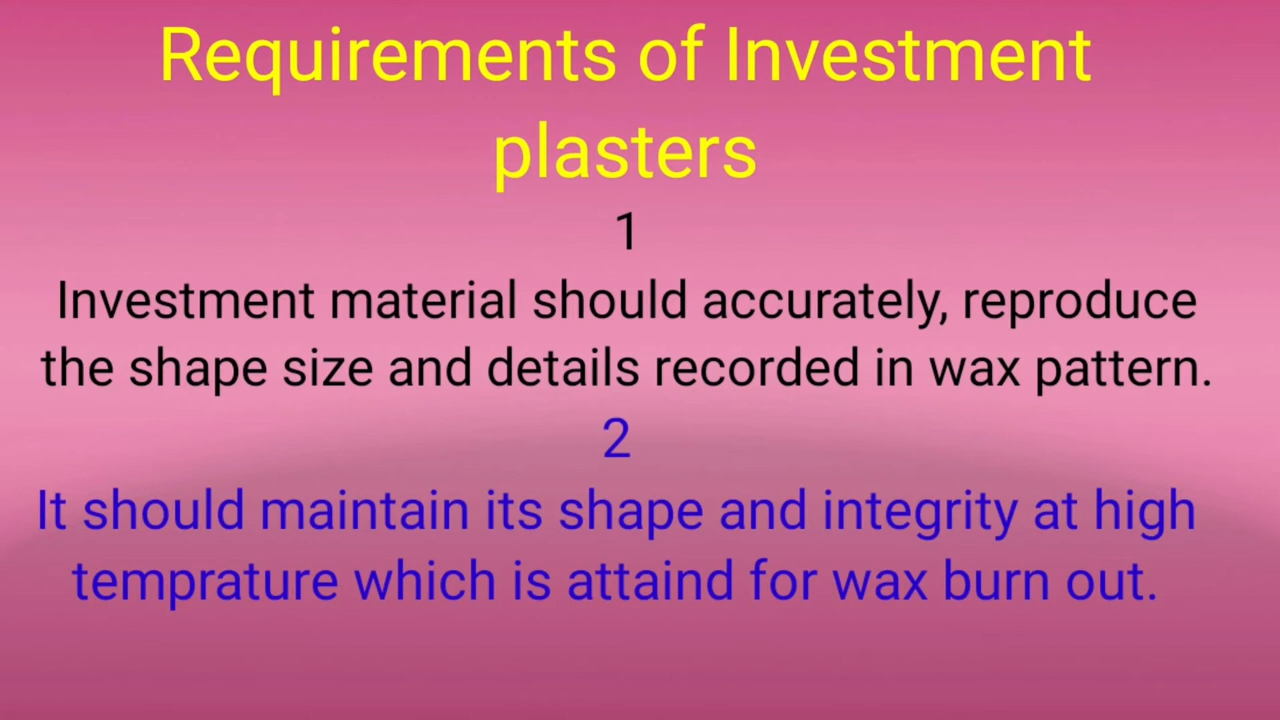 Requirements of Investment
plasters
1
Investment material should accurately, reproduce
the shape size and details recorded in wax pattern.
2
It should maintain its shape and integrity at high
temprature which is attaind for wax burn out.